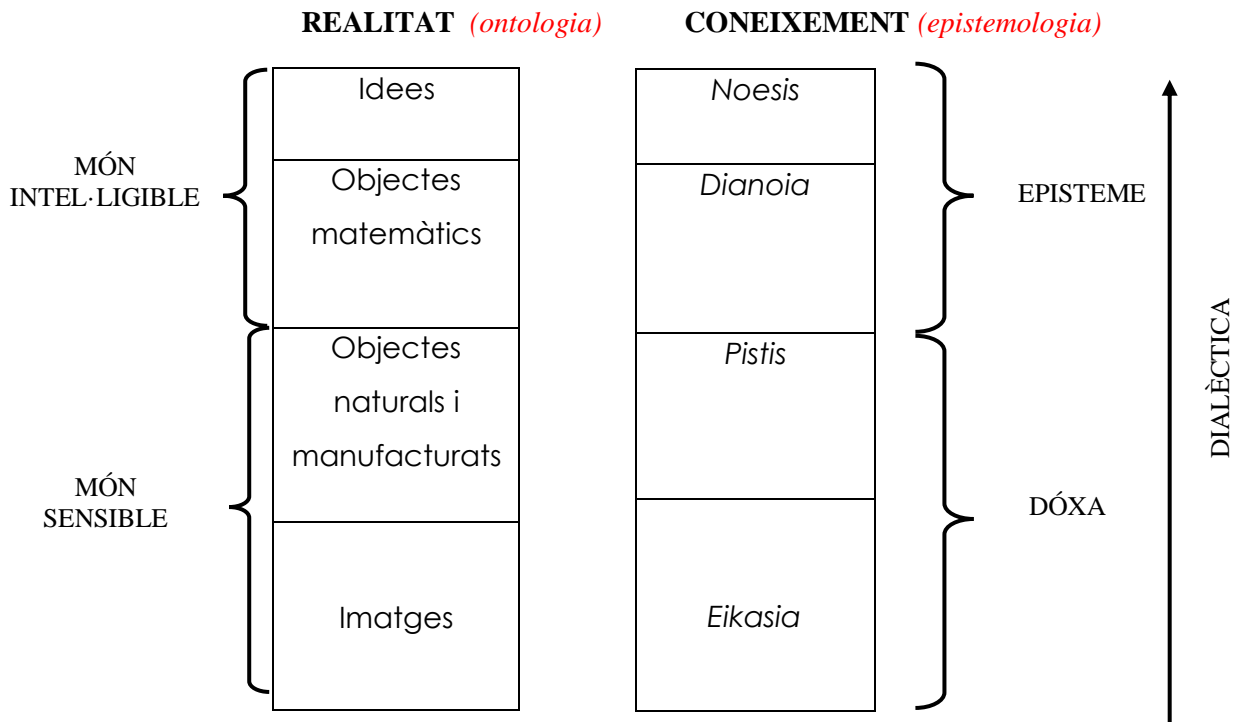 REALITAT (ontologia)
CONEIXEMENT (epistemologia)
MÓN
INTEL·LIGIBLE
Idees
Noesis
Objectes
matemàtics
Dianoia
EPISTEME
MÓN
SENSIBLE
Objectes
naturals i
manufacturats
Pistis
Imatges
Eikasia
DÓXA
DIALÈCTICA